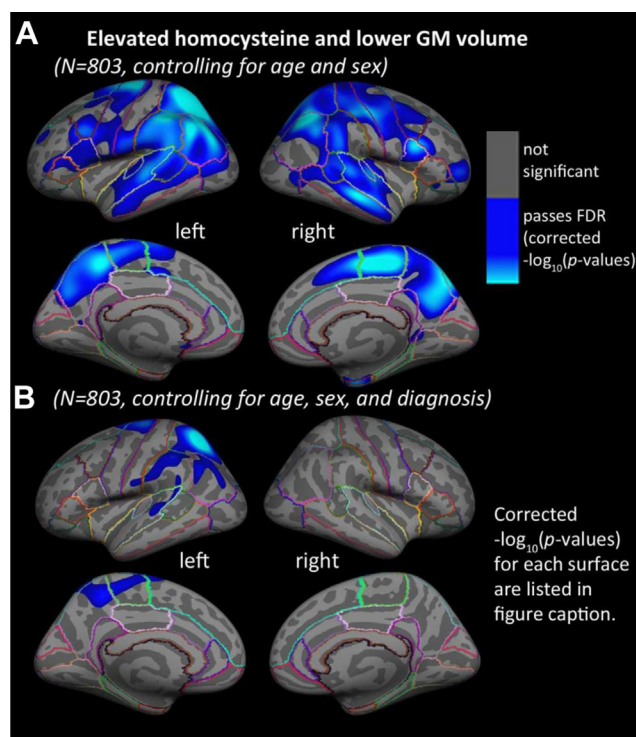 A
Elevated homocysteine and lower GM volume
(N=803, controlling for age and sex)
not
significant
passes FDR
(corrected
-log₁₀(p-values)
left
right
B
(N=803, controlling for age, sex, and diagnosis)
left
right
Corrected
-log₁₀(p-values)
for each surface
are listed in
figure caption.